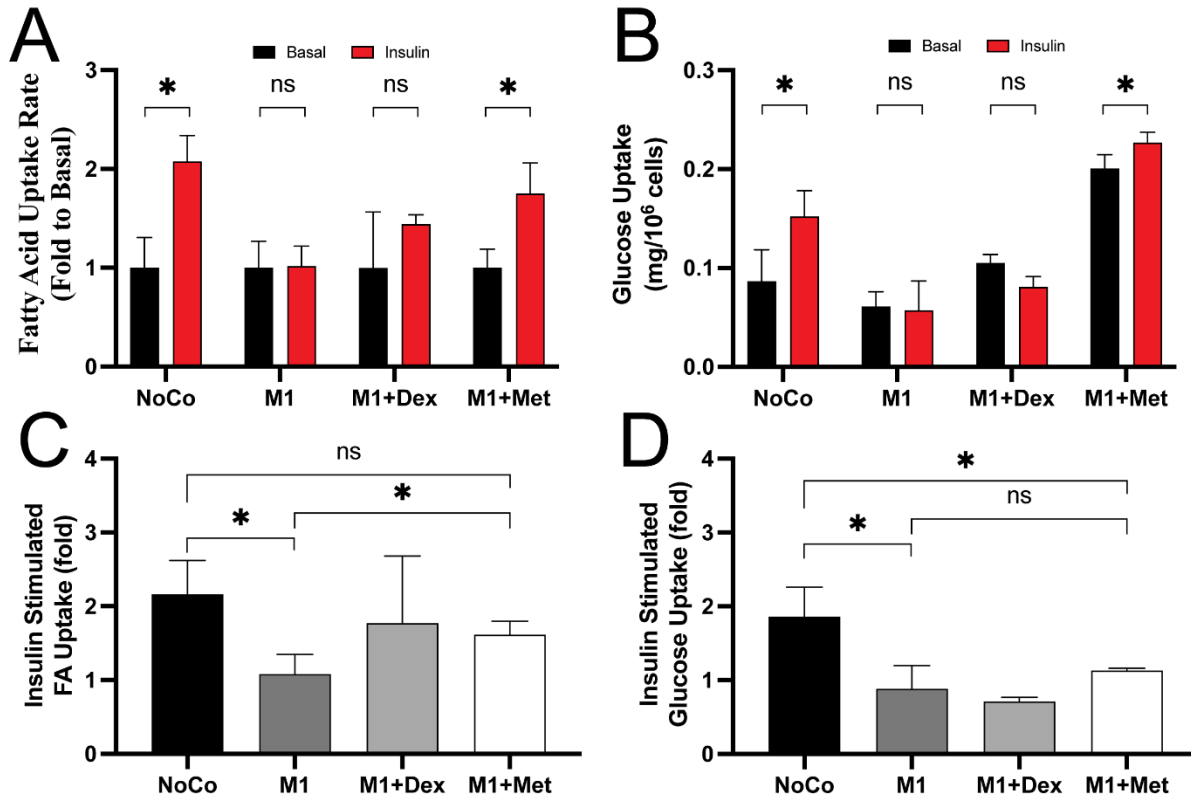 A
Basal Insulin
Fatty Acid Uptake Rate
(Fold to Basal)
3
2
1
0
* ns ns *
NoCo M1 M1+Dex M1+Met
B
Basal Insulin
Glucose Uptake
(mg/10⁶ cells)
0.3
0.2
0.1
0.0
* ns ns *
NoCo M1 M1+Dex M1+Met
C
Insulin Stimulated
FA Uptake (fold)
4
3
2
1
0
ns
*
*
NoCo M1 M1+Dex M1+Met
D
Insulin Stimulated
Glucose Uptake (fold)
4
3
2
1
0
*
ns
*
NoCo M1 M1+Dex M1+Met